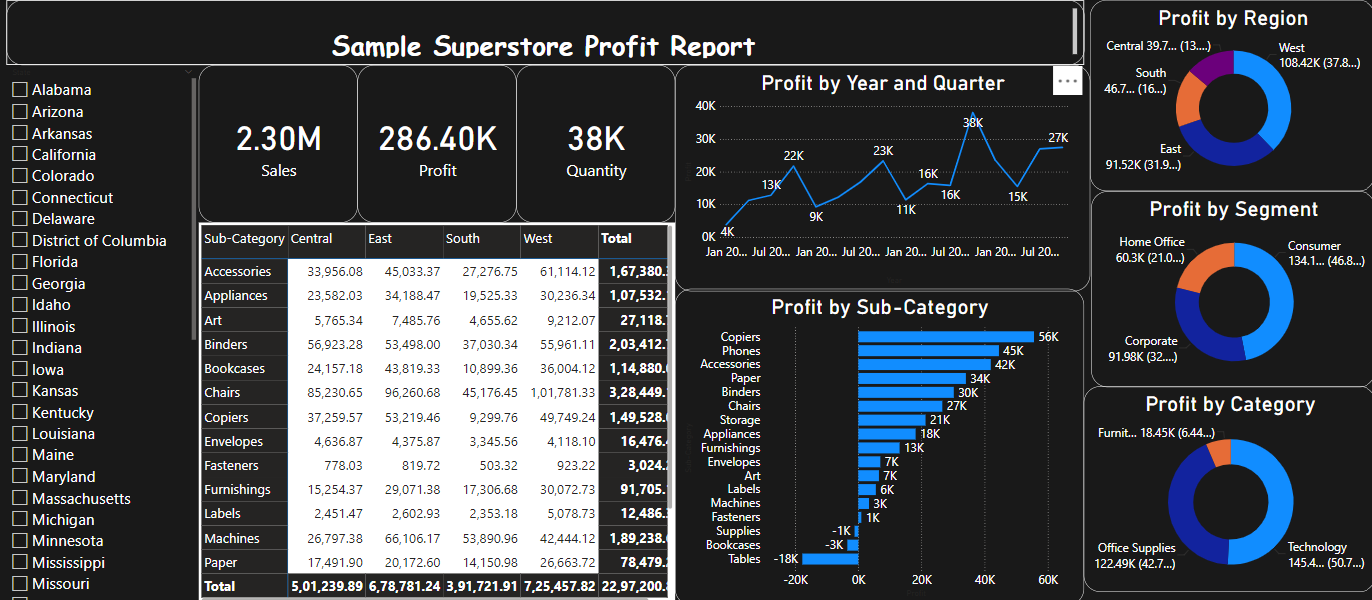 Sample Superstore Profit Report
Alabama
Arizona
Arkansas
California
Colorado
Connecticut
Delaware
District of Columbia
Florida
Georgia
Idaho
Illinois
Indiana
Iowa
Kansas
Kentucky
Louisiana
Maine
Maryland
Massachusetts
Michigan
Minnesota
Mississippi
Missouri
2.30M
Sales
286.40K
Profit
38K
Quantity
Sub-Category Central East South West Total
Accessories 33,956.08 45,033.37 27,276.75 61,114.12 1,67,380.
Appliances 23,582.03 34,188.47 19,525.33 30,236.34 1,07,532.
Art 5,765.34 7,485.76 4,655.62 9,212.07 27,118.
Binders 56,923.28 53,498.00 37,030.34 55,961.11 2,03,412.
Bookcases 24,157.18 43,819.33 10,899.36 36,004.12 1,14,880.
Chairs 85,230.65 96,260.68 45,176.45 1,01,781.33 3,28,449.
Copiers 37,259.57 53,219.46 9,299.76 49,749.24 1,49,528.
Envelopes 4,636.87 4,375.87 3,345.56 4,118.10 16,476.
Fasteners 778.03 819.72 503.32 923.22 3,024.
Furnishings 15,254.37 29,071.38 17,306.68 30,072.73 91,705.
Labels 2,451.47 2,602.93 2,353.18 5,078.73 12,486.
Machines 26,797.38 66,106.17 53,890.96 42,444.12 1,89,238.
Paper 17,491.90 20,172.60 14,150.98 26,663.72 78,479.
Total 5,01,239.89 6,78,781.24 3,91,721.91 7,25,457.82 22,97,200.
Profit by Year and Quarter
40K
30K
20K
10K
0K
4K
13K
22K
9K
23K
11K
16K
16K
38K
15K
27K
Jan 20... Jul 20... Jan 20... Jul 20... Jan 20... Jul 20... Jan 20... Jul 20...
Profit by Sub-Category
Copiers 56K
Phones 45K
Accessories 42K
Paper 34K
Binders 30K
Chairs 27K
Storage 21K
Appliances 18K
Furnishings 13K
Envelopes 7K
Art 7K
Labels 6K
Machines 3K
Fasteners 1K
Supplies -1K
Bookcases -3K
Tables -18K
-20K 0K 20K 40K 60K
Profit by Region
Central 39.7... (13....)
West
108.42K (37.8...)
South
46.7... (16...)
East
91.52K (31.9...)
Profit by Segment
Home Office
60.3K (21.0...)
Consumer
134.1... (46.8...)
Corporate
91.98K (32....)
Profit by Category
Furnit... 18.45K (6.44...)
Office Supplies
122.49K (42.7...)
Technology
145.4... (50.7...)